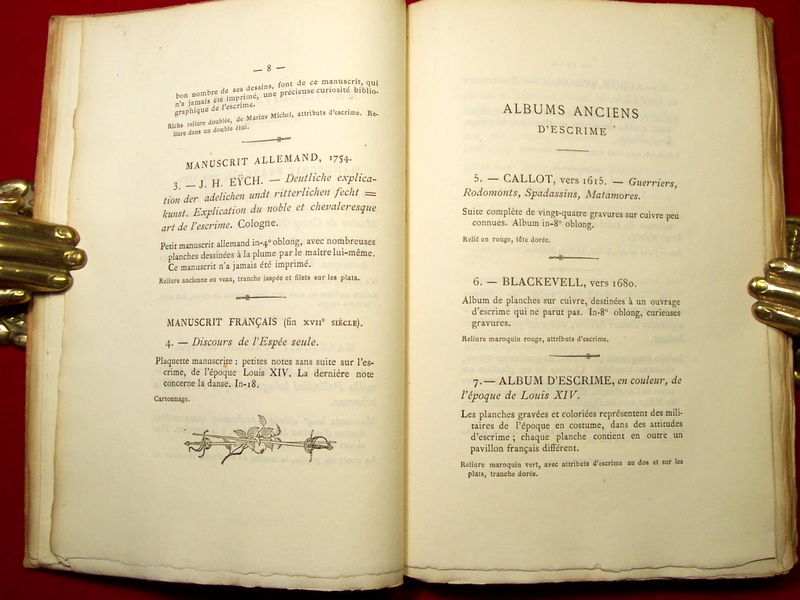 — 8 —
bon nombre de ses dessins, font de ce manuscrit, qui
n'a jamais été imprimé, une précieuse curiosité biblio-
graphique de l'escrime.
Riche reliure doublée, de Marius Michel, attributs d'escrime. Re-
liure dans un double étui.
MANUSCRIT ALLEMAND, 1754.
3. — J. H. EŸCH. — Deutliche explica-
tion der adelichen undt ritterlichen fecht =
kunst. Explication du noble et chevaleresque
art de l'escrime. Cologne.
Petit manuscrit allemand in-4º oblong, avec nombreuses
planches dessinées à la plume par le maître lui-même.
Ce manuscrit n'a jamais été imprimé.
Reliure ancienne en veau, tranche jaspée et filets sur les plats.
MANUSCRIT FRANÇAIS (fin XVIIe SIÈCLE).
4. — Discours de l'Espée seule.
Plaquette manuscrite : petites notes sans suite sur l'es-
crime, de l'époque Louis XIV. La dernière note
concerne la danse. In-18.
Cartonnage.
ALBUMS ANCIENS
D'ESCRIME
5. — CALLOT, vers 1615. — Guerriers,
Rodomonts, Spadassins, Matamores.
Suite complète de vingt-quatre gravures sur cuivre peu
connues. Album in-8º oblong.
Relié en rouge, tête dorée.
6. — BLACKEVELL, vers 1680.
Album de planches sur cuivre, destinées à un ouvrage
d'escrime qui ne parut pas. In-8º oblong, curieuses
gravures.
Reliure maroquin rouge, attributs d'escrime.
7. — ALBUM D'ESCRIME, en couleur, de
l'époque de Louis XIV.
Les planches gravées et coloriées représentent des mili-
taires de l'époque en costume, dans des attitudes
d'escrime ; chaque planche contient en outre un
pavillon français différent.
Reliure maroquin vert, avec attributs d'escrime au dos et sur les
plats, tranche dorée.